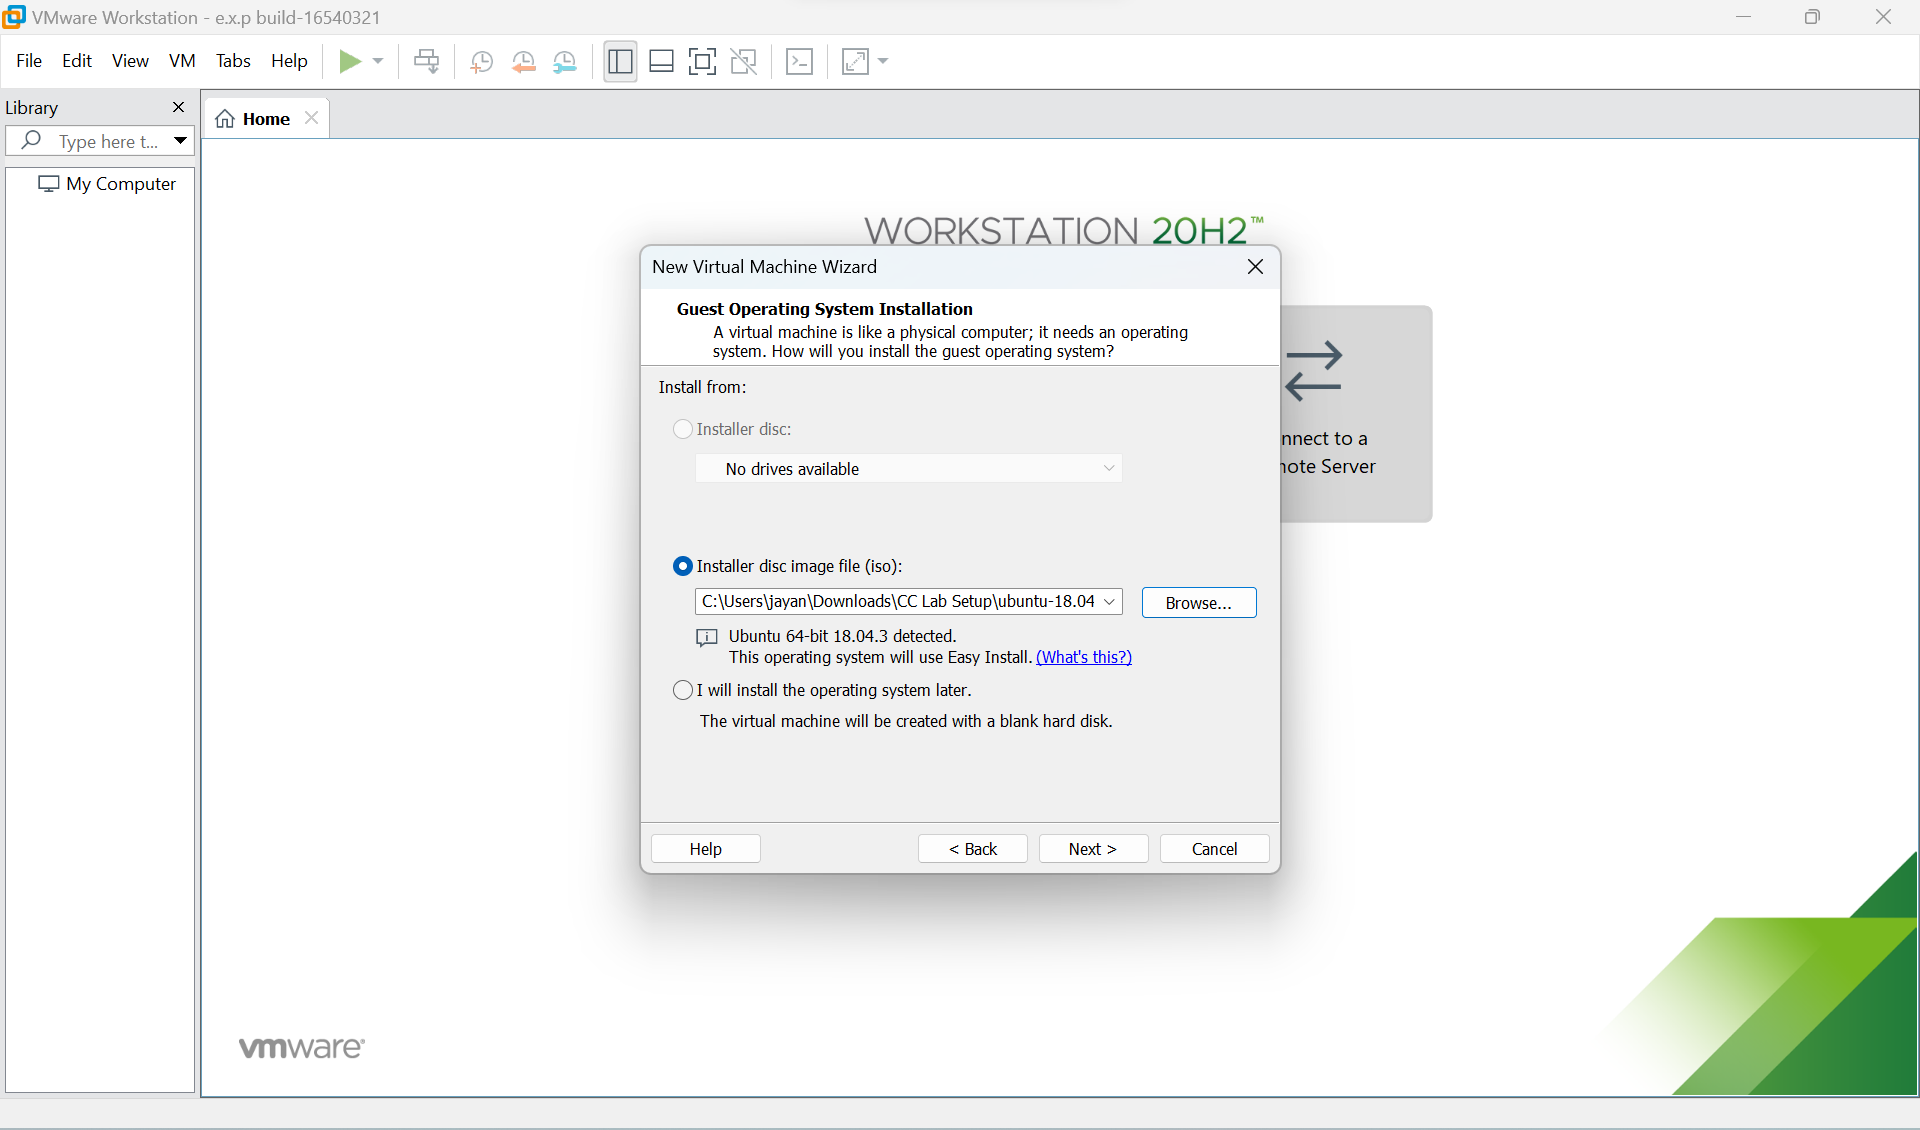 VMware Workstation - e.x.p build-16540321
File Edit View VM Tabs Help
Library
Home
Type here t...
My Computer
WORKSTATION 20H2™
New Virtual Machine Wizard
Guest Operating System Installation
A virtual machine is like a physical computer; it needs an operating
system. How will you install the guest operating system?
Install from:
Installer disc:
No drives available
nnect to a
note Server
Installer disc image file (iso):
C:\Users\jayan\Downloads\CC Lab Setup\ubuntu-18.04
Browse...
Ubuntu 64-bit 18.04.3 detected.
This operating system will use Easy Install. (What's this?)
I will install the operating system later.
The virtual machine will be created with a blank hard disk.
Help
< Back
Next >
Cancel
vmware®